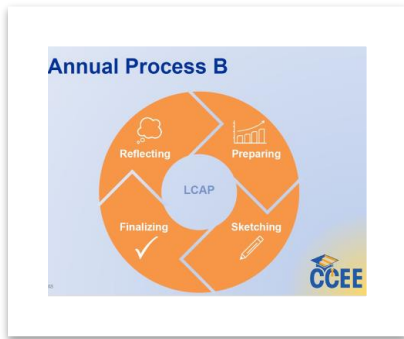 Annual Process B
Reflecting
Preparing
LCAP
Finalizing
Sketching
CCEE